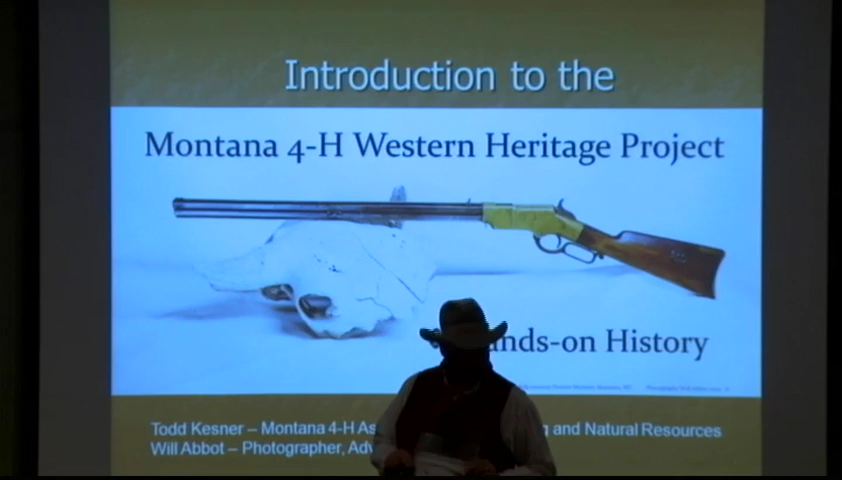 Introduction to the
Montana 4-H Western Heritage Project
ands-on History
Todd Kesner – Montana 4-H As g and Natural Resources
Will Abbot – Photographer, Adv